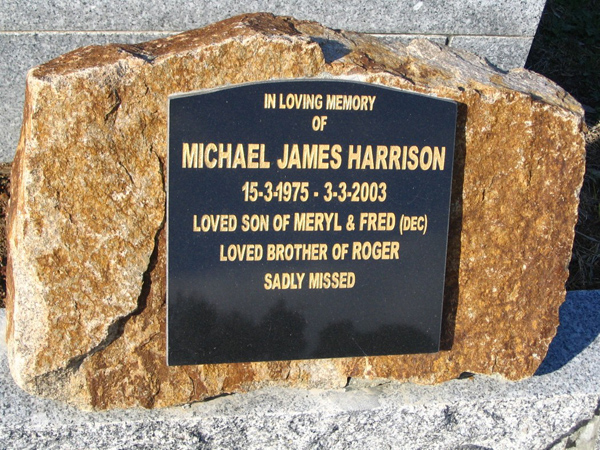 IN LOVING MEMORY
OF
MICHAEL JAMES HARRISON
15-3-1975 - 3-3-2003
LOVED SON OF MERYL & FRED (DEC)
LOVED BROTHER OF ROGER
SADLY MISSED